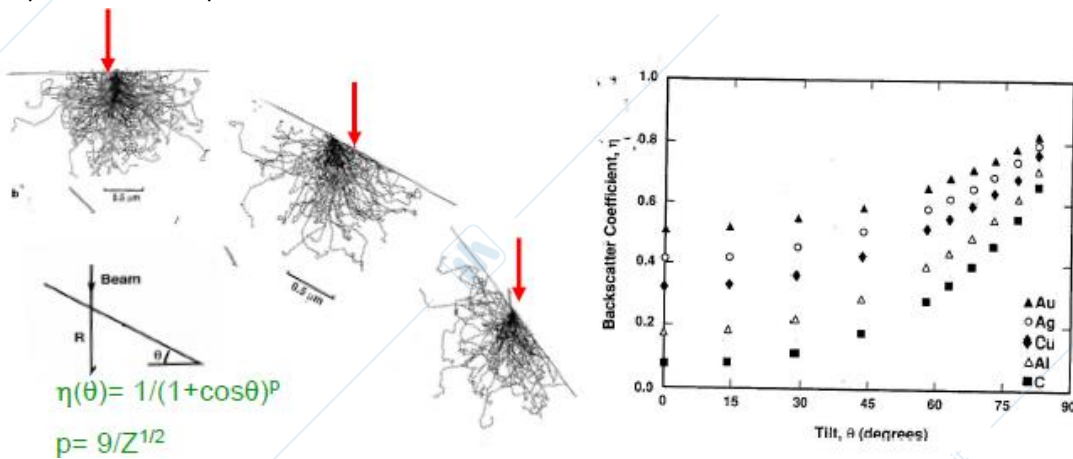 b
0.5 μm
0.5 μm
Beam
R
θ
η(θ)= 1/(1+cosθ)ᵖ
p= 9/Z¹/²
Backscatter Coefficient, η
1.0
.0.8
0.6
0.4
0.2
0.0
0 15 30 45 60 75 90
Tilt, θ (degrees)
▲Au
○Ag
◆Cu
△Al
■C